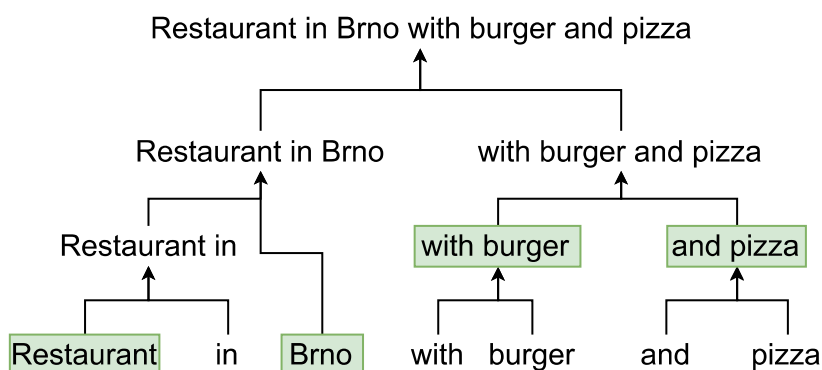 Restaurant in Brno with burger and pizza
Restaurant in Brno
with burger and pizza
Restaurant in
with burger
and pizza
Restaurant
in
Brno
with
burger
and
pizza